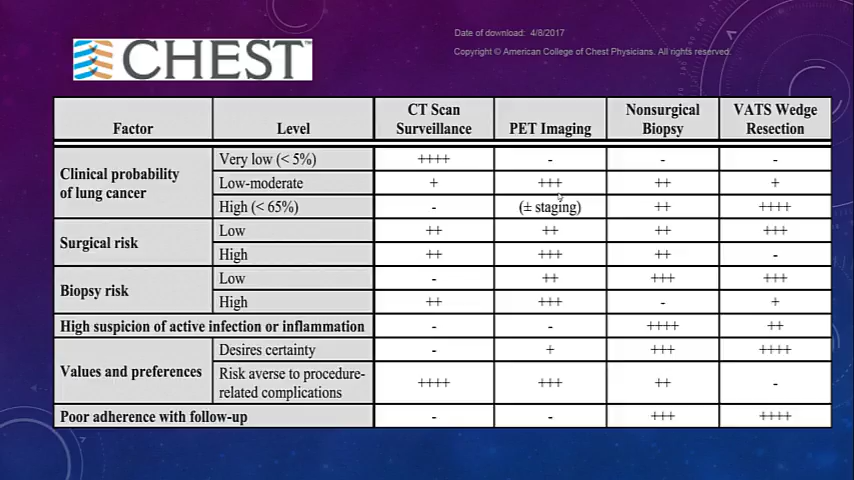 Date of download: 4/8/2017
CHEST™
Copyright © American College of Chest Physicians. All rights reserved.
Factor Level CT Scan Surveillance PET Imaging Nonsurgical Biopsy VATS Wedge Resection
Clinical probability of lung cancer Very low (< 5%) ++++ - - -
Low-moderate + +++ ++ +
High (< 65%) - (± staging) ++ ++++
Surgical risk Low ++ ++ ++ +++
High ++ +++ ++ -
Biopsy risk Low - ++ +++ +++
High ++ +++ - +
High suspicion of active infection or inflammation - - ++++ ++
Values and preferences Desires certainty - + +++ ++++
Risk averse to procedure-related complications ++++ +++ ++ -
Poor adherence with follow-up - - +++ ++++